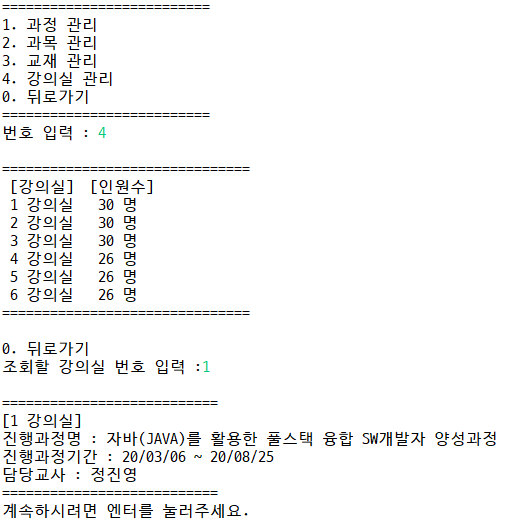 ==========================
1. 과정 관리
2. 과목 관리
3. 교재 관리
4. 강의실 관리
0. 뒤로가기
==========================
번호 입력 : 4
===============================
[강의실] [인원수]
1 강의실 30 명
2 강의실 30 명
3 강의실 30 명
4 강의실 26 명
5 강의실 26 명
6 강의실 26 명
===============================
0. 뒤로가기
조회할 강의실 번호 입력 :1
===========================
[1 강의실]
진행과정명 : 자바(JAVA)를 활용한 풀스택 융합 SW개발자 양성과정
진행과정기간 : 20/03/06 ~ 20/08/25
담당교사 : 정진영
===========================
계속하시려면 엔터를 눌러주세요.